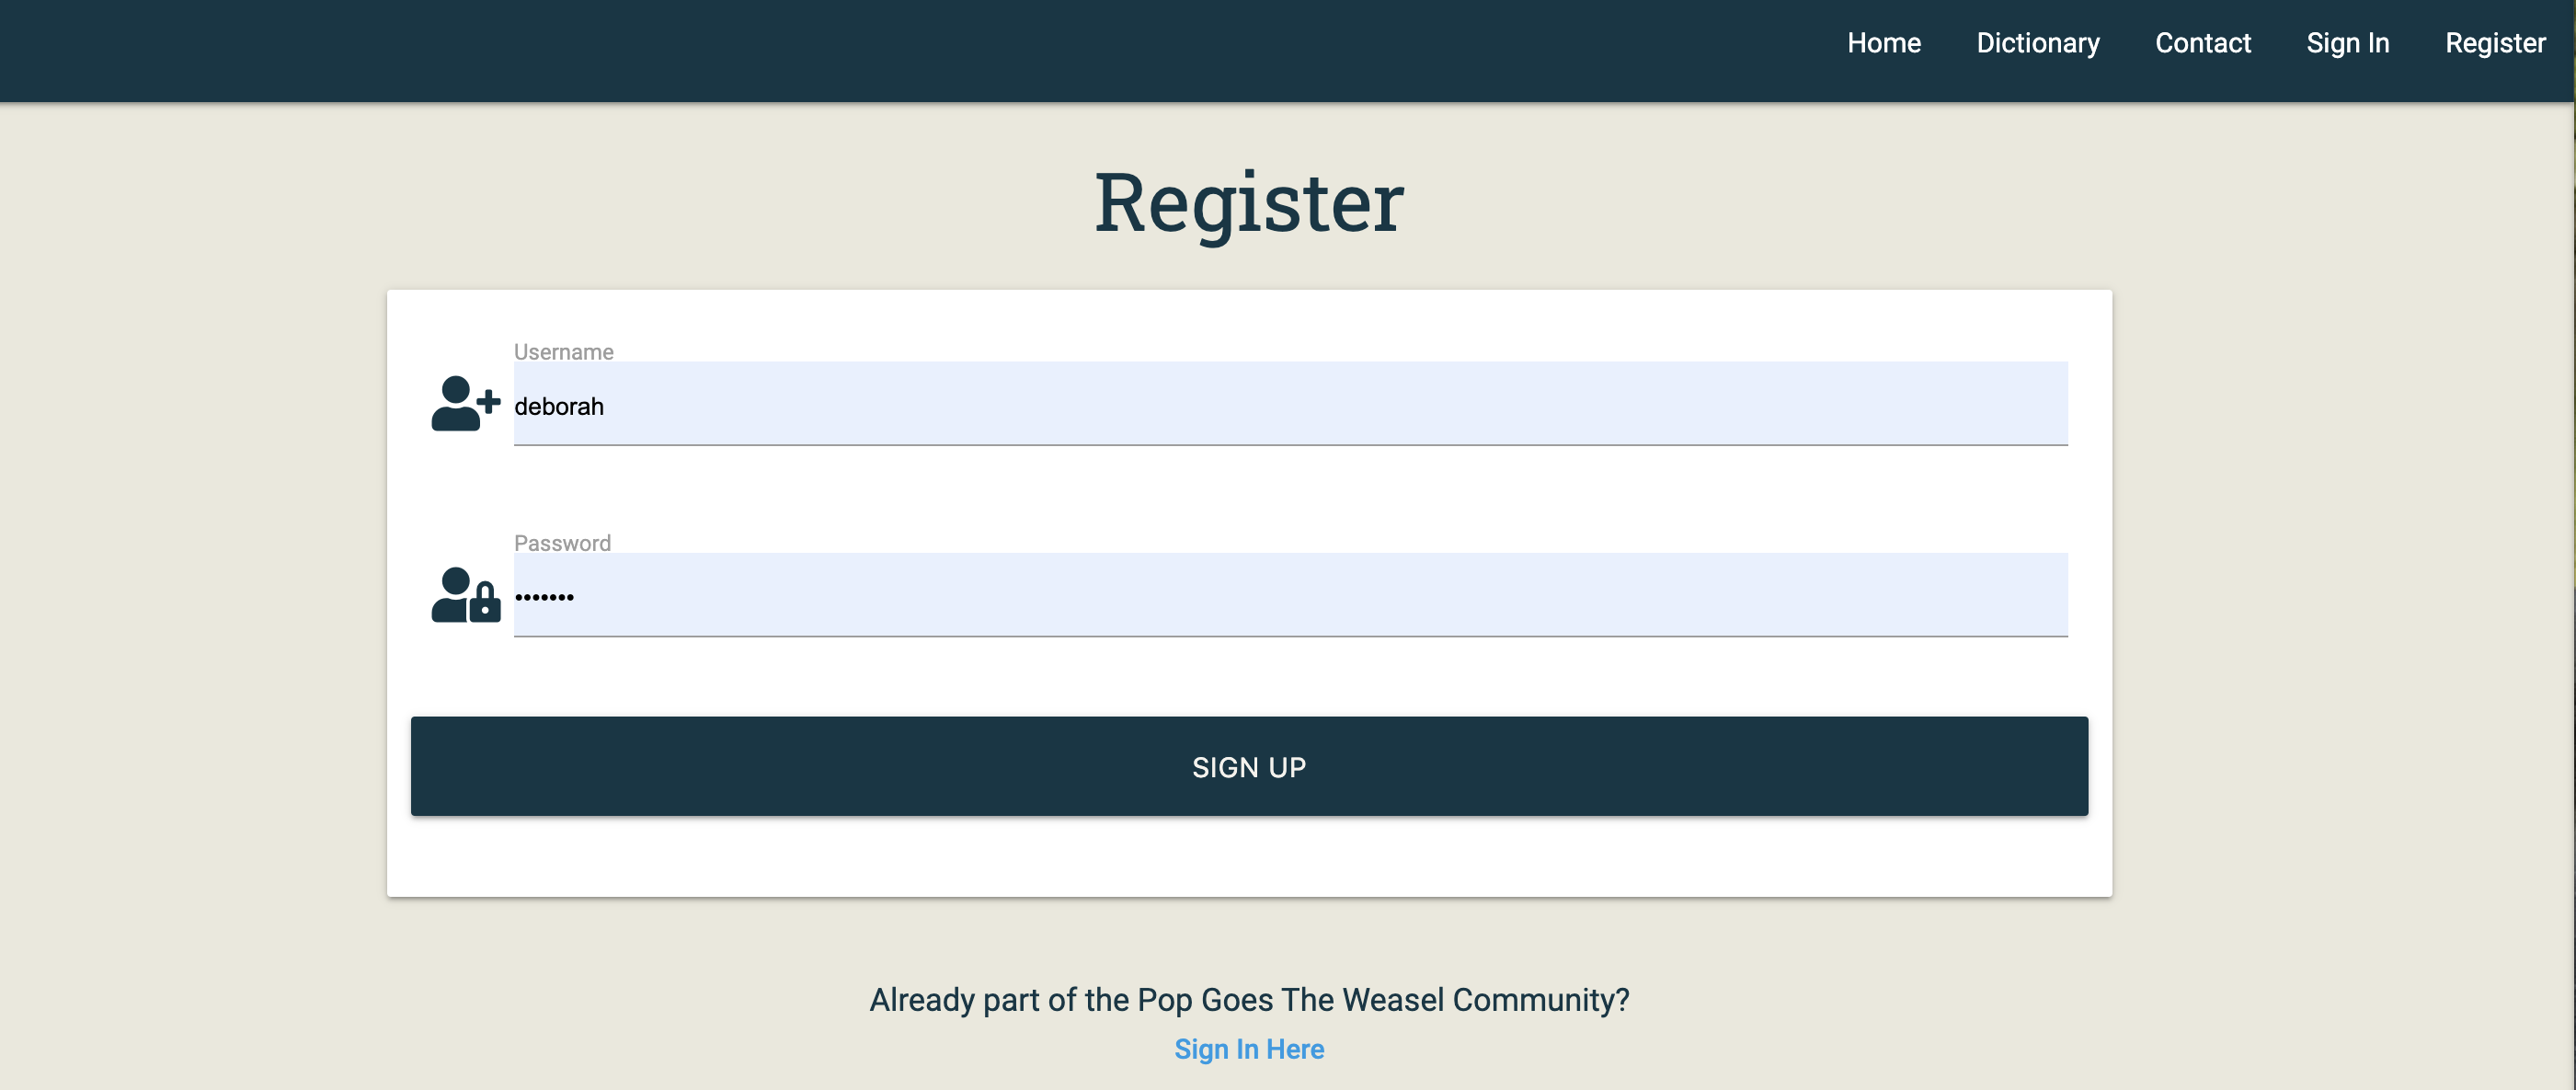 Home Dictionary Contact Sign In Register
Register
Username
deborah
Password
•••••••
SIGN UP
Already part of the Pop Goes The Weasel Community?
Sign In Here